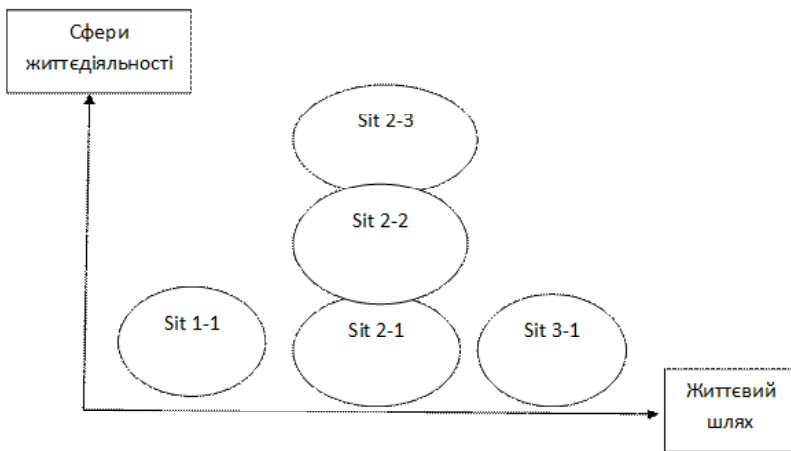 Сфери
життєдіяльності
Sit 2-3
Sit 2-2
Sit 1-1
Sit 2-1
Sit 3-1
Життєвий
шлях